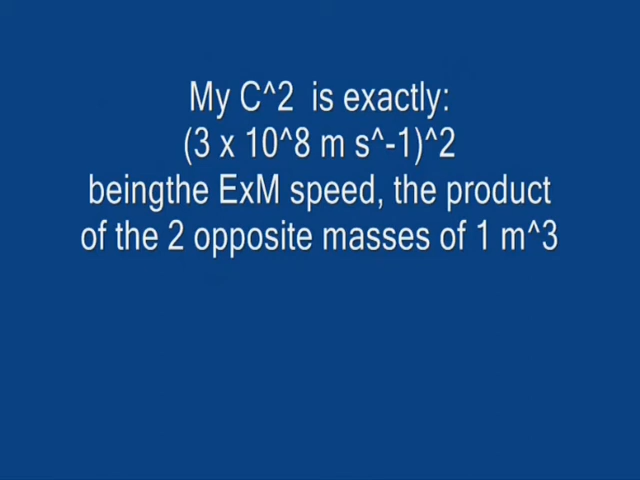 My C^2  is exactly:
(3 x 10^8 m s^-1)^2
beingthe ExM speed, the product
of the 2 opposite masses of 1 m^3